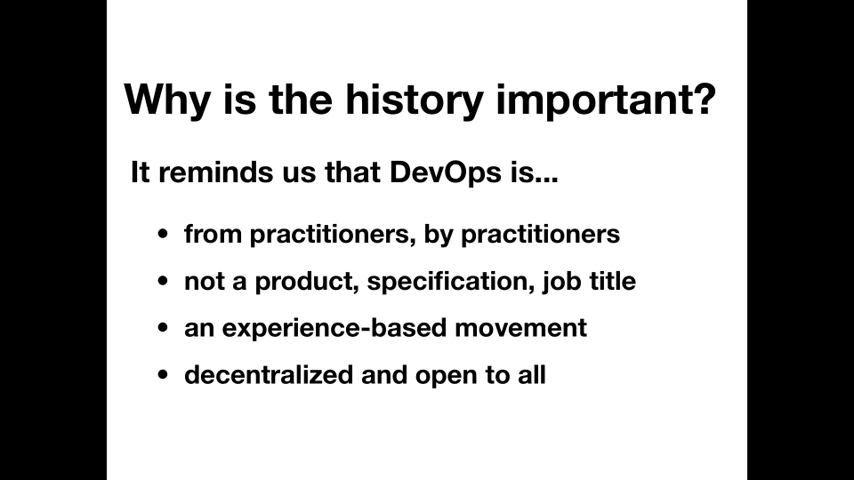 Why is the history important?
It reminds us that DevOps is...
• from practitioners, by practitioners
• not a product, specification, job title
• an experience-based movement
• decentralized and open to all